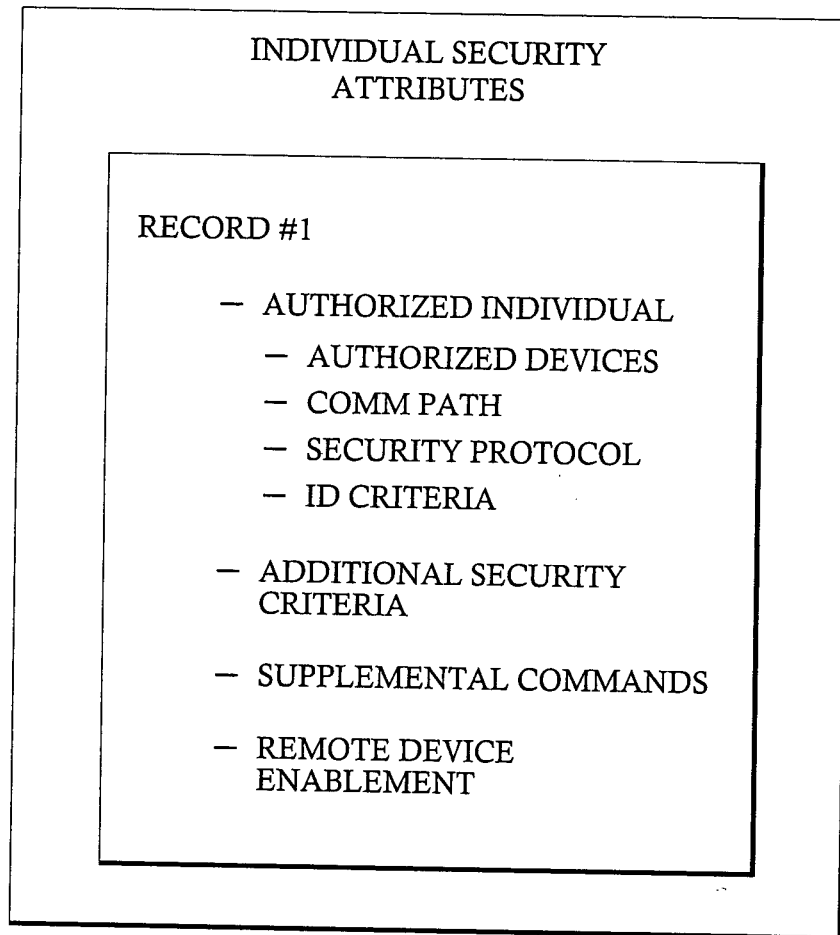 INDIVIDUAL SECURITY
ATTRIBUTES
RECORD #1
— AUTHORIZED INDIVIDUAL
— AUTHORIZED DEVICES
— COMM PATH
— SECURITY PROTOCOL
— ID CRITERIA
— ADDITIONAL SECURITY
CRITERIA
— SUPPLEMENTAL COMMANDS
— REMOTE DEVICE
ENABLEMENT